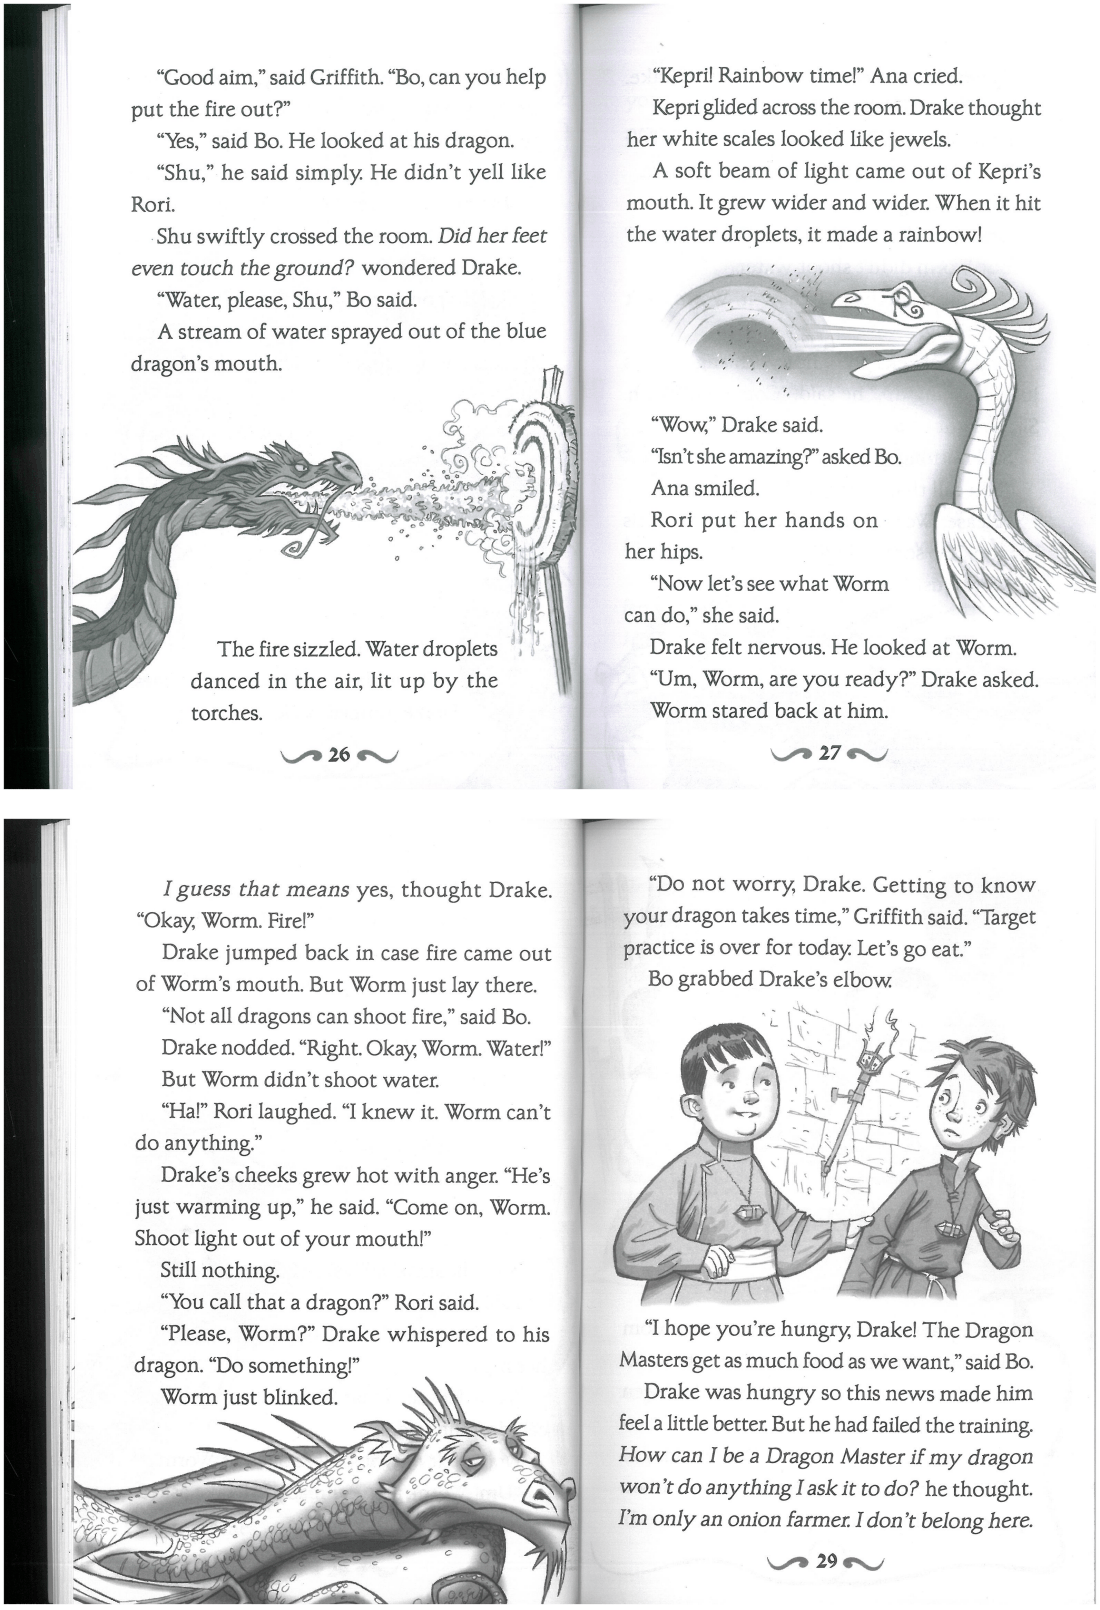 “Good aim,” said Griffith. “Bo, can you help
put the fire out?”
“Yes,” said Bo. He looked at his dragon.
“Shu,” he said simply. He didn’t yell like
Rori.
Shu swiftly crossed the room. Did her feet
even touch the ground? wondered Drake.
“Water, please, Shu,” Bo said.
A stream of water sprayed out of the blue
dragon’s mouth.
The fire sizzled. Water droplets
danced in the air, lit up by the
torches.
26
“Kepri! Rainbow time!” Ana cried.
Kepri glided across the room. Drake thought
her white scales looked like jewels.
A soft beam of light came out of Kepri’s
mouth. It grew wider and wider. When it hit
the water droplets, it made a rainbow!
“Wow,” Drake said.
“Isn’t she amazing?” asked Bo.
Ana smiled.
Rori put her hands on
her hips.
“Now let’s see what Worm
can do,” she said.
Drake felt nervous. He looked at Worm.
“Um, Worm, are you ready?” Drake asked.
Worm stared back at him.
27
I guess that means yes, thought Drake.
“Okay, Worm. Fire!”
Drake jumped back in case fire came out
of Worm’s mouth. But Worm just lay there.
“Not all dragons can shoot fire,” said Bo.
Drake nodded. “Right. Okay, Worm. Water!”
But Worm didn’t shoot water.
“Ha!” Rori laughed. “I knew it. Worm can’t
do anything.”
Drake’s cheeks grew hot with anger. “He’s
just warming up,” he said. “Come on, Worm.
Shoot light out of your mouth!”
Still nothing.
“You call that a dragon?” Rori said.
“Please, Worm?” Drake whispered to his
dragon. “Do something!”
Worm just blinked.
“Do not worry, Drake. Getting to know
your dragon takes time,” Griffith said. “Target
practice is over for today. Let’s go eat.”
Bo grabbed Drake’s elbow.
“I hope you’re hungry, Drake! The Dragon
Masters get as much food as we want,” said Bo.
Drake was hungry so this news made him
feel a little better. But he had failed the training.
How can I be a Dragon Master if my dragon
won’t do anything I ask it to do? he thought.
I’m only an onion farmer. I don’t belong here.
29